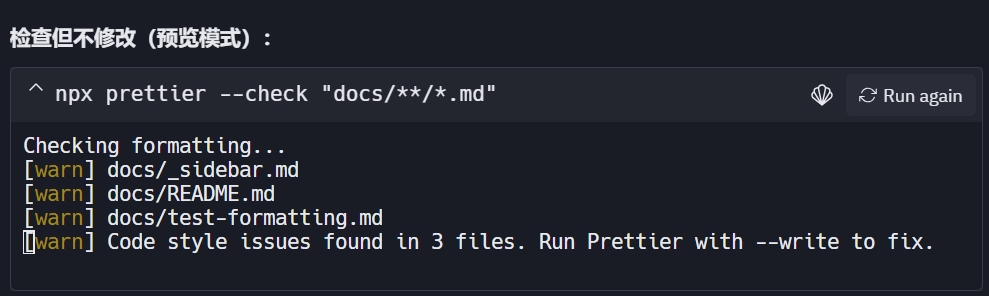 检查但不修改（预览模式）：
npx prettier --check "docs/**/*.md"
Run again
Checking formatting...
[warn] docs/_sidebar.md
[warn] docs/README.md
[warn] docs/test-formatting.md
[warn] Code style issues found in 3 files. Run Prettier with --write to fix.